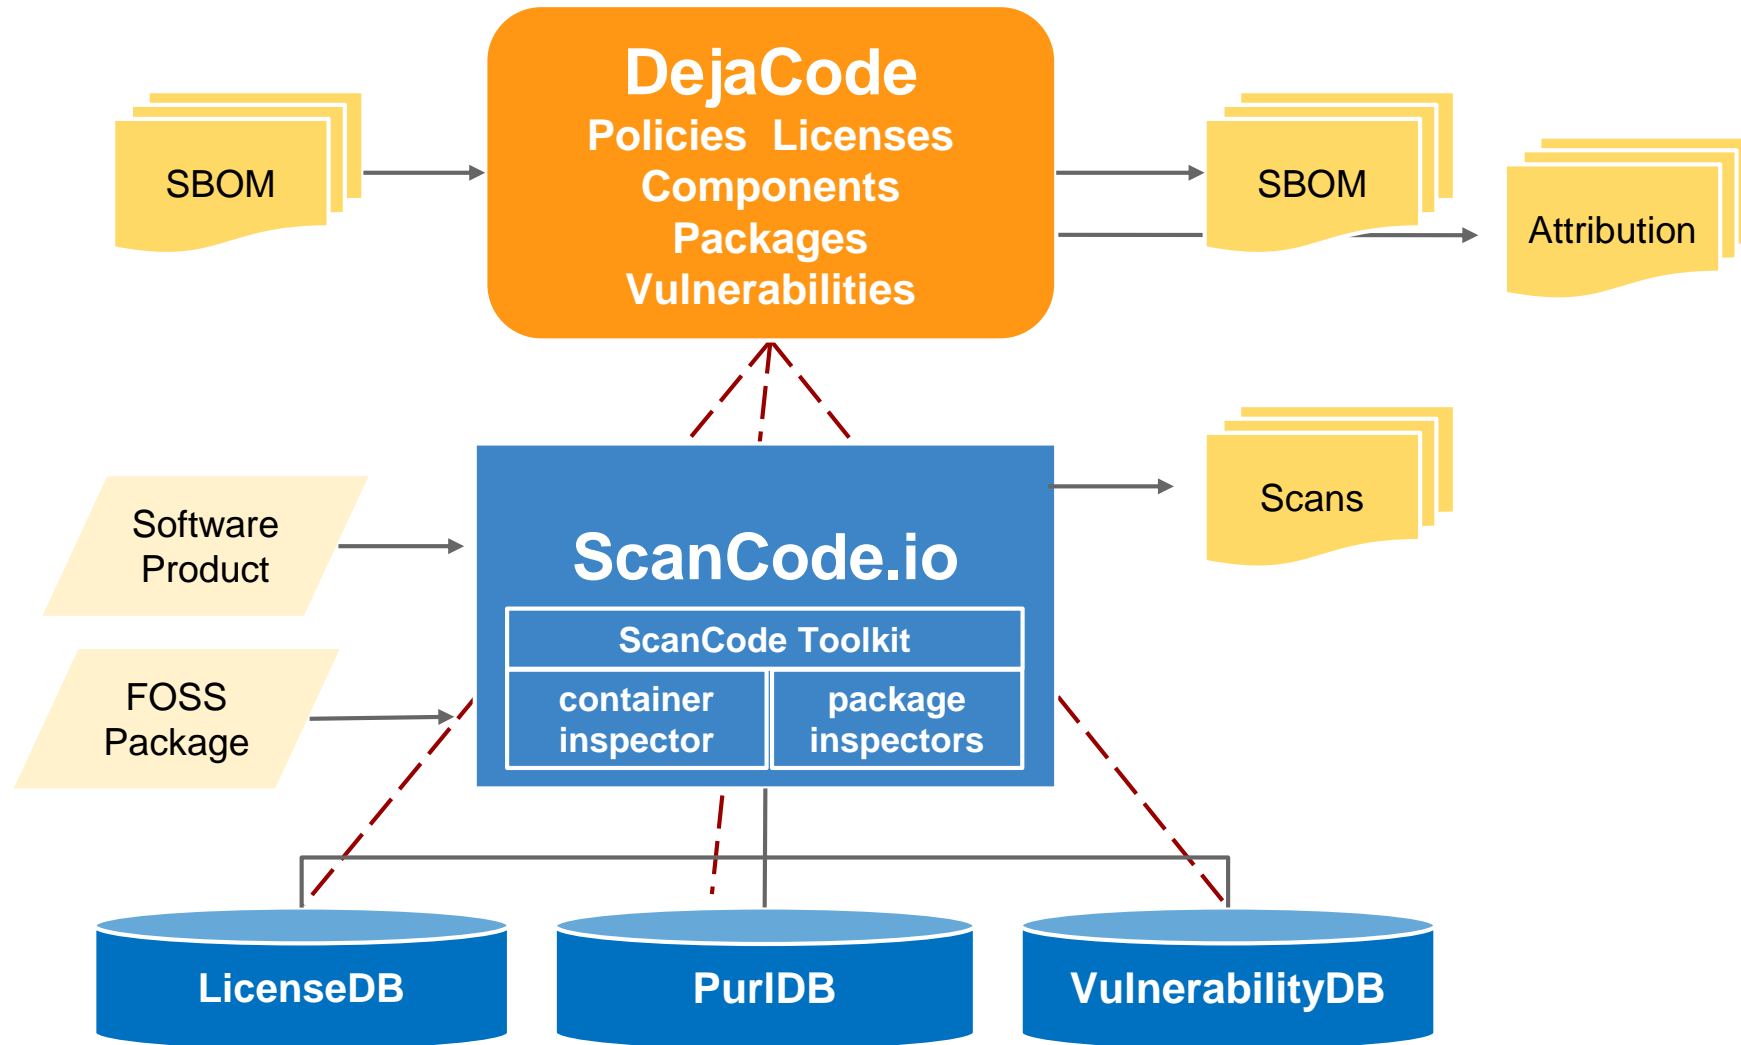 DejaCode
Policies Licenses
Components
Packages
Vulnerabilities
SBOM
SBOM
Attribution
Software
Product
FOSS
Package
ScanCode.io
ScanCode Toolkit
container
inspector
package
inspectors
Scans
LicenseDB
PurlDB
VulnerabilityDB